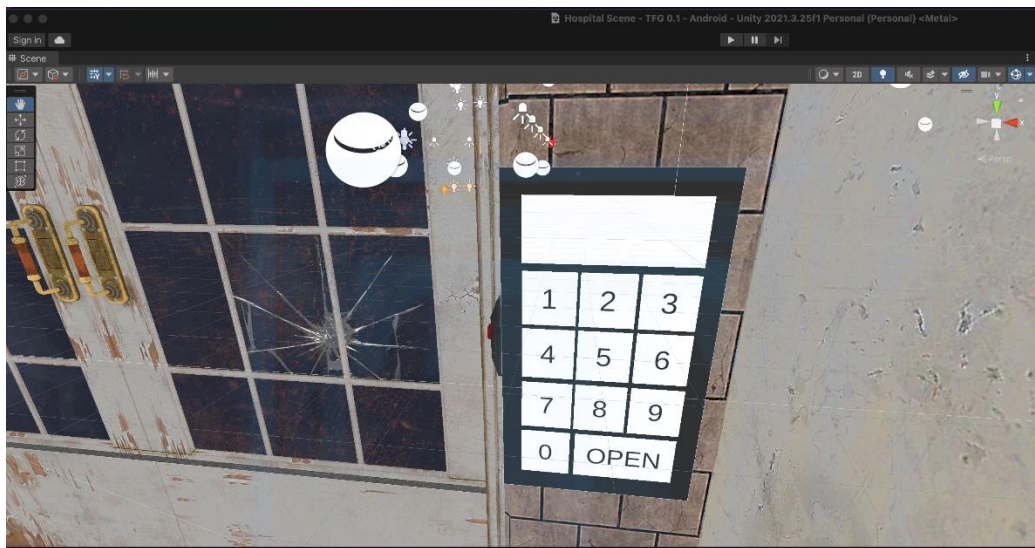 Hospital Scene - TFG 0.1 - Android - Unity 2021.3.25f1 Personal (Personal) <Metal>
Sign in
Scene
2D
y
x
Persp
1 2 3
4 5 6
7 8 9
0 OPEN